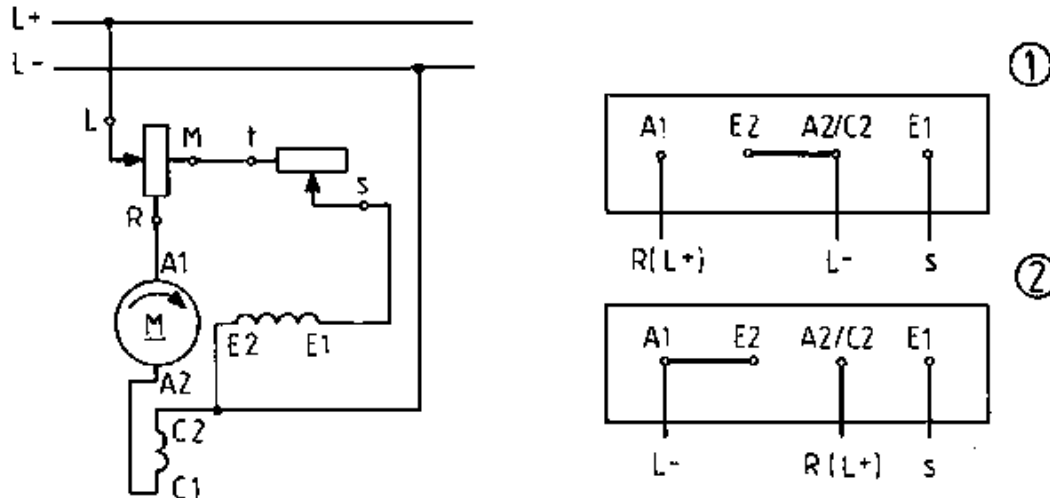 L+
L-
L
M
t
s
R
A1
M
A2
E2 E1
C2
C1
①
A1 E2 A2/C2 E1
R(L+) L- s
②
A1 E2 A2/C2 E1
L- R(L+) s